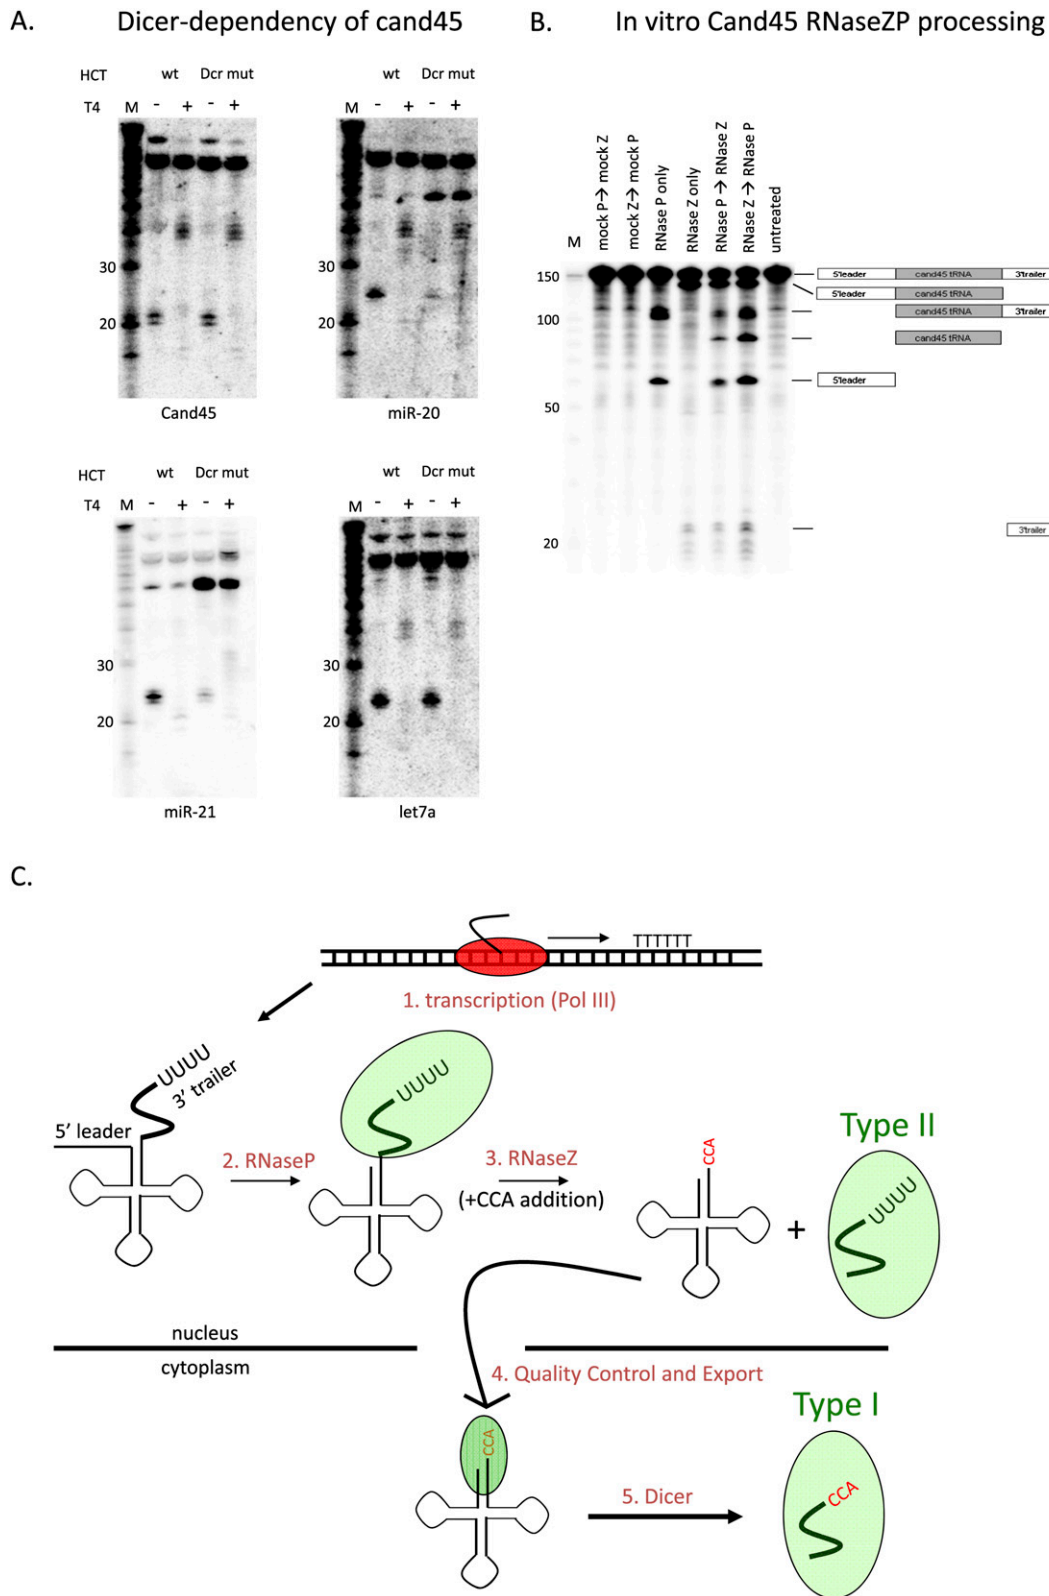 A. Dicer-dependency of cand45
HCT wt Dcr mut
T4 M - + - +
30
20
Cand45
wt Dcr mut
M - + - +
30
20
miR-20
HCT wt Dcr mut
T4 M - + - +
30
20
miR-21
wt Dcr mut
M - + - +
30
20
let7a
B. In vitro Cand45 RNaseZP processing
M
mock P→ mock Z
mock Z→ mock P
RNase P only
RNase Z only
RNase P → RNase Z
RNase Z → RNase P
untreated
150
100
50
20
5'leader cand45 tRNA 3'trailer
5'leader cand45 tRNA
cand45 tRNA 3'trailer
cand45 tRNA
5'leader
3'trailer
C.
TTTTTT
1. transcription (Pol III)
UUUU
3' trailer
5' leader
2. RNaseP
UUUU
3. RNaseZ
(+CCA addition)
CCA
+
Type II
UUUU
nucleus
cytoplasm
4. Quality Control and Export
CCA
5. Dicer
Type I
CCA